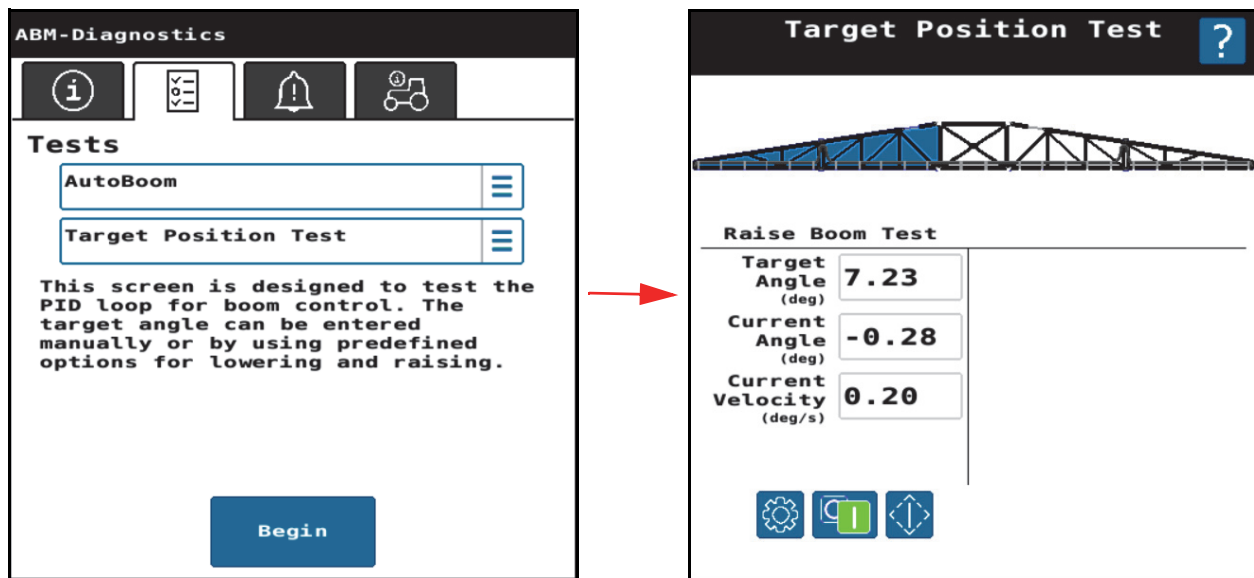 ABM-Diagnostics
Tests
AutoBoom
Target Position Test
This screen is designed to test the
PID loop for boom control. The
target angle can be entered
manually or by using predefined
options for lowering and raising.
Begin
Target Position Test
?
Raise Boom Test
Target
Angle
(deg)
7.23
Current
Angle
(deg)
-0.28
Current
Velocity
(deg/s)
0.20